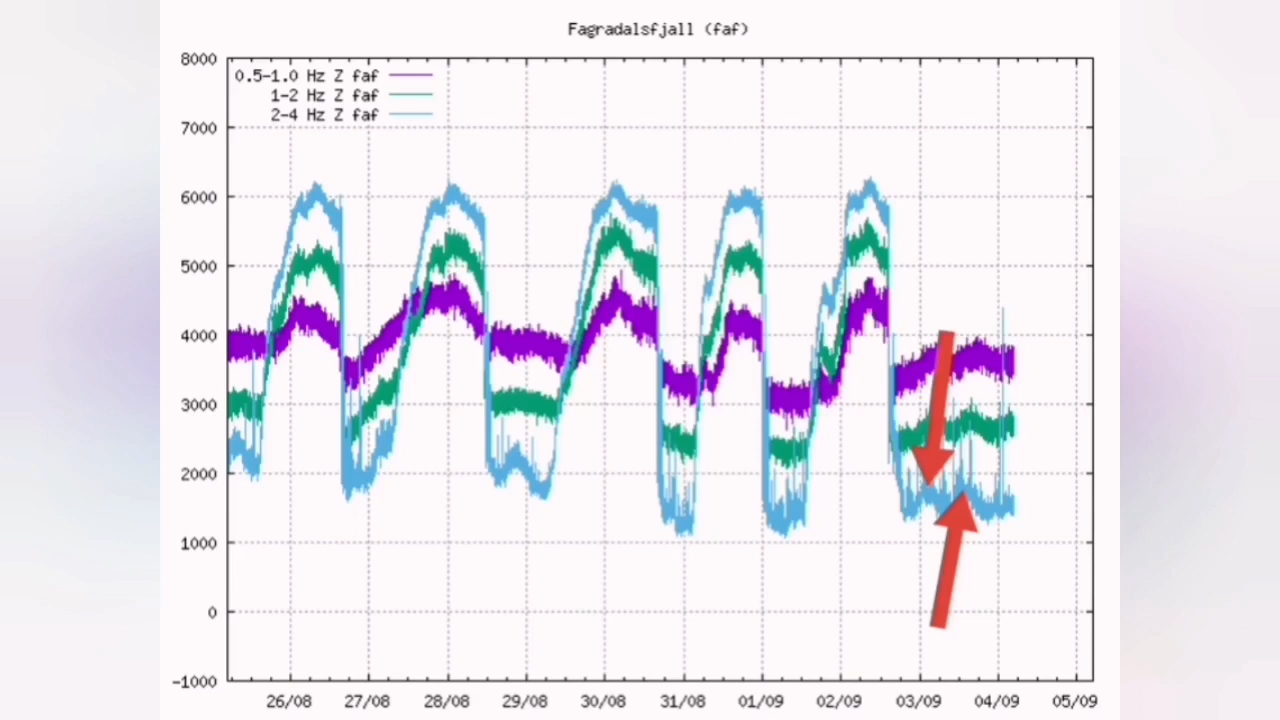 Fagradalsfjall (faf)
8000
0.5-1.0 Hz Z faf
1-2 Hz Z faf
2-4 Hz Z faf
7000
6000
5000
4000
3000
2000
1000
0
-1000
26/08 27/08 28/08 29/08 30/08 31/08 01/09 02/09 03/09 04/09 05/09